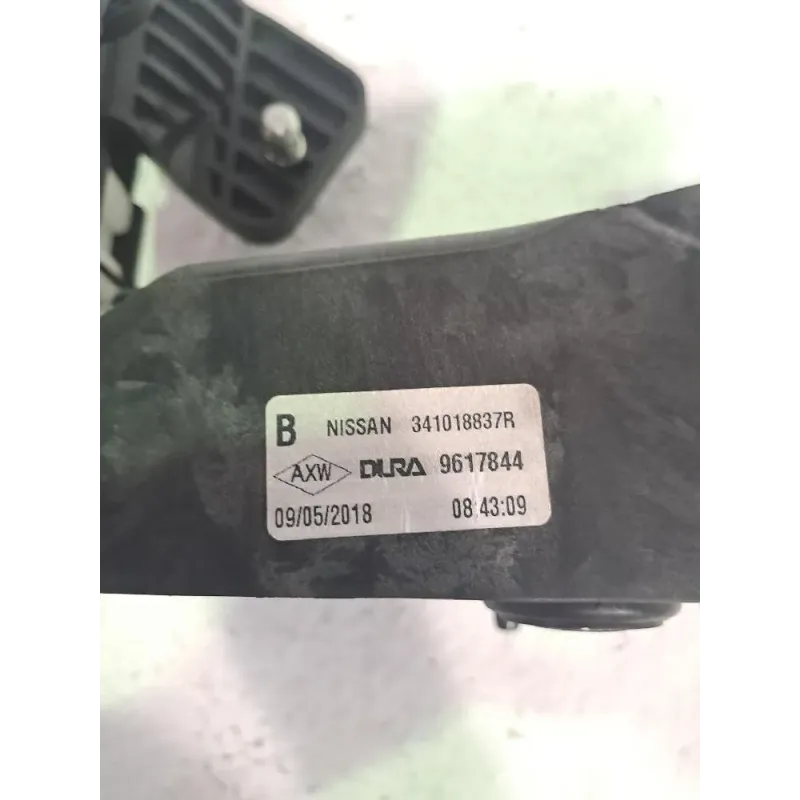 B NISSAN 341018837R
AXW DURA 9617844
09/05/2018 08:43:09